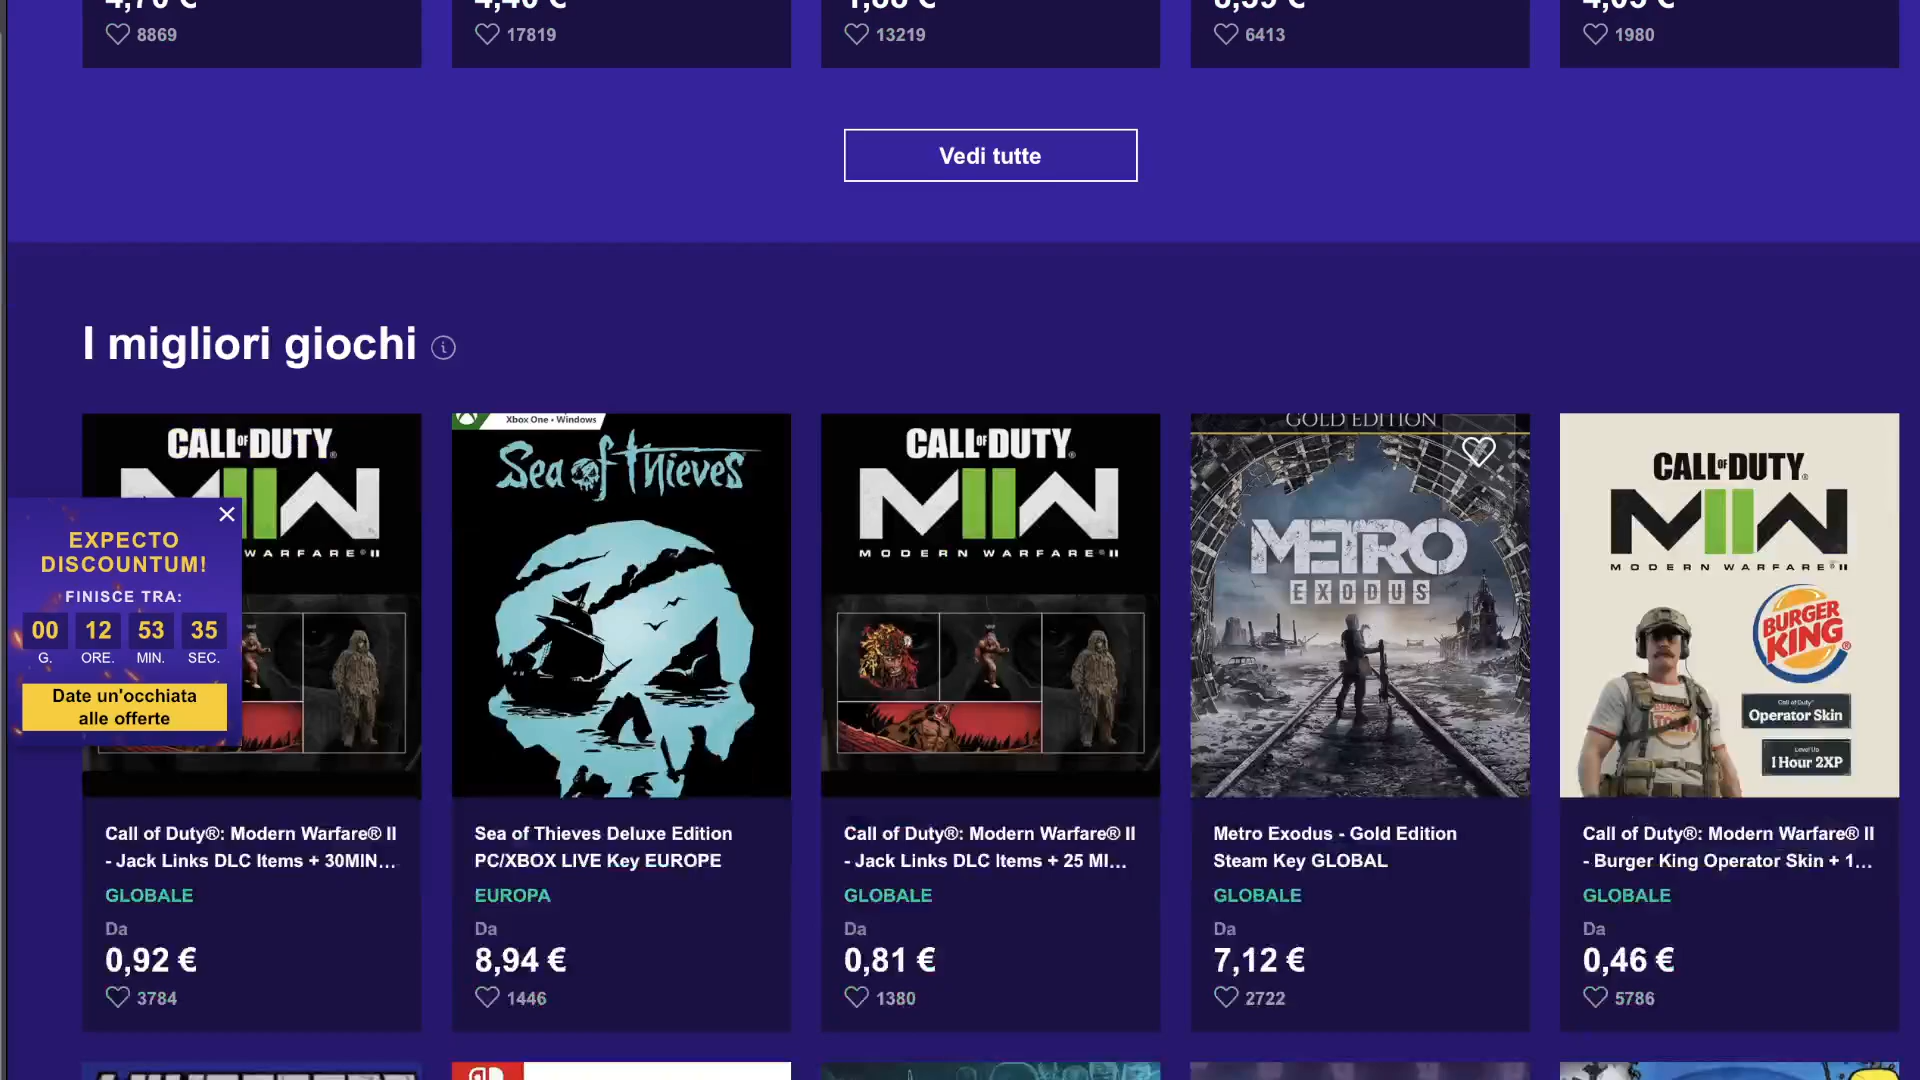 8869
17819
13219
6413
1980
Vedi tutte
I migliori giochi
CALL OF DUTY®
MODERN WARFARE® II
Xbox One • Windows
Sea of Thieves
CALL OF DUTY®
MWII
MODERN WARFARE® II
GOLD EDITION
METRO
EXODUS
CALL OF DUTY®
MWII
MODERN WARFARE® II
BURGER
KING®
Call of Duty®
Operator Skin
Level Up
1 Hour 2XP
EXPECTO
DISCOUNTUM!
FINISCE TRA:
00 12 53 35
G. ORE. MIN. SEC.
Date un'occhiata
alle offerte
Call of Duty®: Modern Warfare® II
- Jack Links DLC Items + 30MIN...
GLOBALE
Da
0,92 €
3784
Sea of Thieves Deluxe Edition
PC/XBOX LIVE Key EUROPE
EUROPA
Da
8,94 €
1446
Call of Duty®: Modern Warfare® II
- Jack Links DLC Items + 25 MI...
GLOBALE
Da
0,81 €
1380
Metro Exodus - Gold Edition
Steam Key GLOBAL
GLOBALE
Da
7,12 €
2722
Call of Duty®: Modern Warfare® II
- Burger King Operator Skin + 1...
GLOBALE
Da
0,46 €
5786